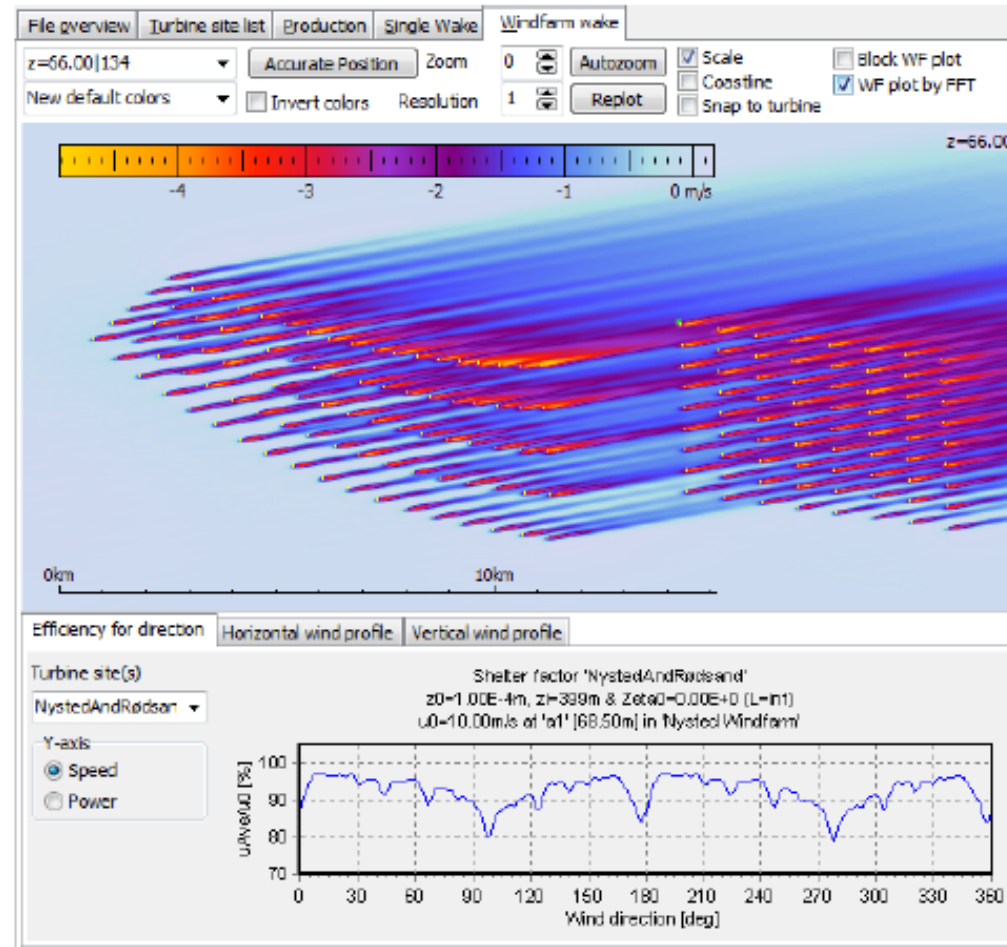 File overview Turbine site list Production Single Wake Windfarm wake
z=66.00|134 Accurate Position Zoom 0 Autozoom Scale Block WF plot
Coastline WF plot by FFT
New default colors Invert colors Resolution 1 Replot Snap to turbine
z=66.00
-4 -3 -2 -1 0 m/s
0km 10km
Efficiency for direction Horizontal wind profile Vertical wind profile
Turbine site(s)
NystedAndRødsan
Y-axis
Speed
Power
Shelter factor 'NystedAndRødsand'
z0=1.00E-4m, zi=399m & Zeta0=0.00E+0 (L=inf)
u0=10.00m/s at 'a1' [68.50m] in 'Nysted Windfarm'
uAve/u0 [%]
100
90
80
70
0 30 60 90 120 150 180 210 240 270 300 330 360
Wind direction [deg]